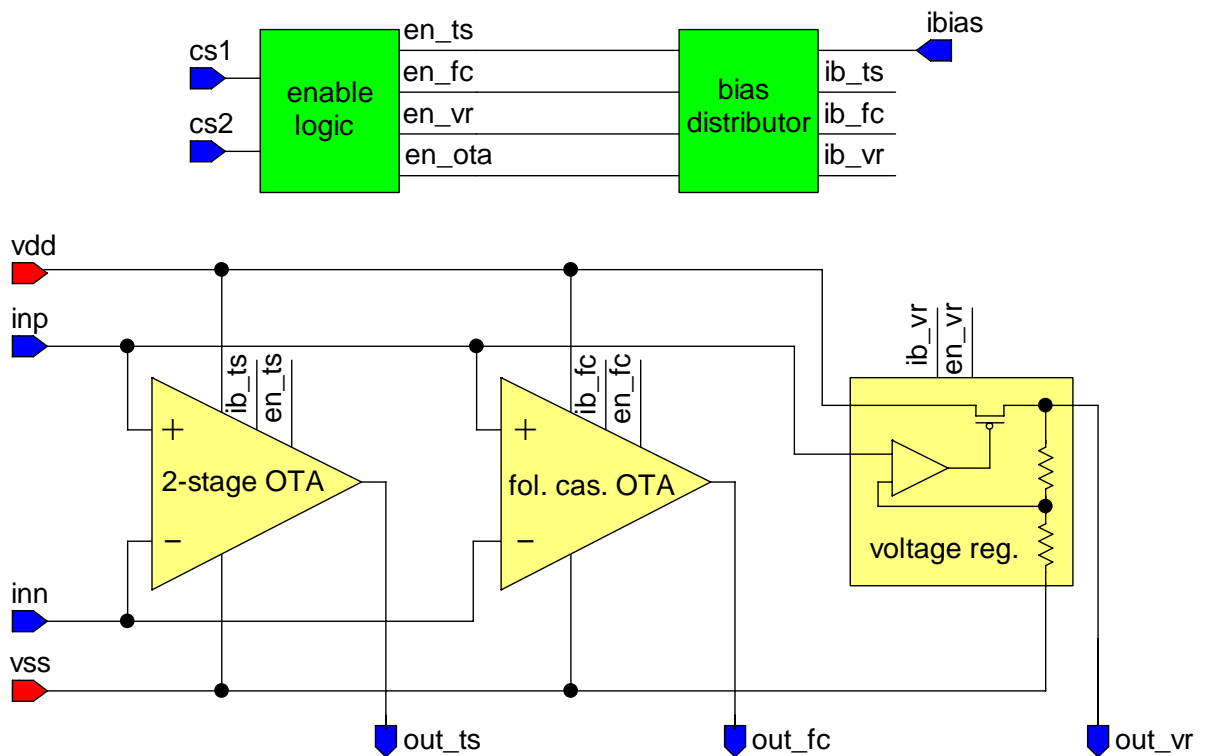 en_ts
ibias
cs1
en_fc
ib_ts
enable
logic
bias
distributor
cs2
en_vr
ib_fc
en_ota
ib_vr
vdd
inp
ib_ts
en_ts
ib_fc
en_fc
ib_vr
en_vr
+
+
2-stage OTA
fol. cas. OTA
−
−
voltage reg.
inn
vss
out_ts
out_fc
out_vr